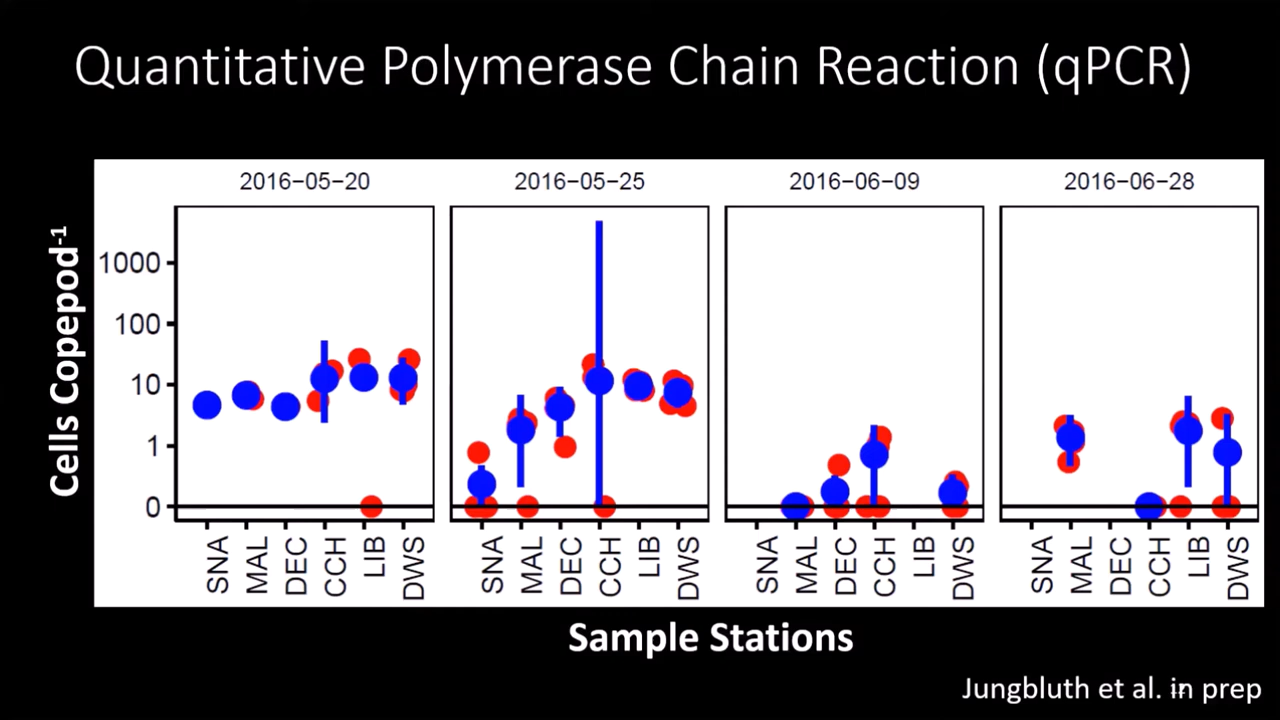 Quantitative Polymerase Chain Reaction (qPCR)
2016−05−20 2016−05−25 2016−06−09 2016−06−28
Cells Copepod-1
1000
100
10
1
0
SNA MAL DEC CCH LIB DWS SNA MAL DEC CCH LIB DWS SNA MAL DEC CCH LIB DWS SNA MAL DEC CCH LIB DWS
Sample Stations
Jungbluth et al. in prep